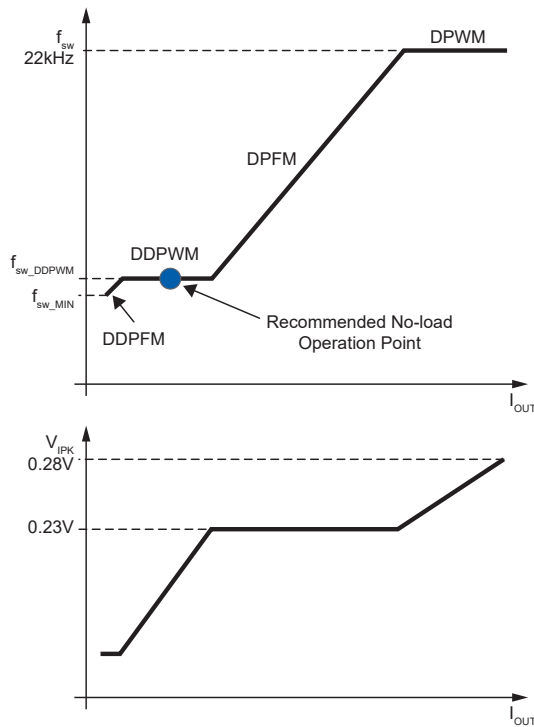 f_sw
22kHz
DPWM
DPFM
DDPWM
f_sw_DDPWM
f_sw_MIN
DDPFM
Recommended No-load
Operation Point
I_OUT
V_IPK
0.28V
0.23V
I_OUT